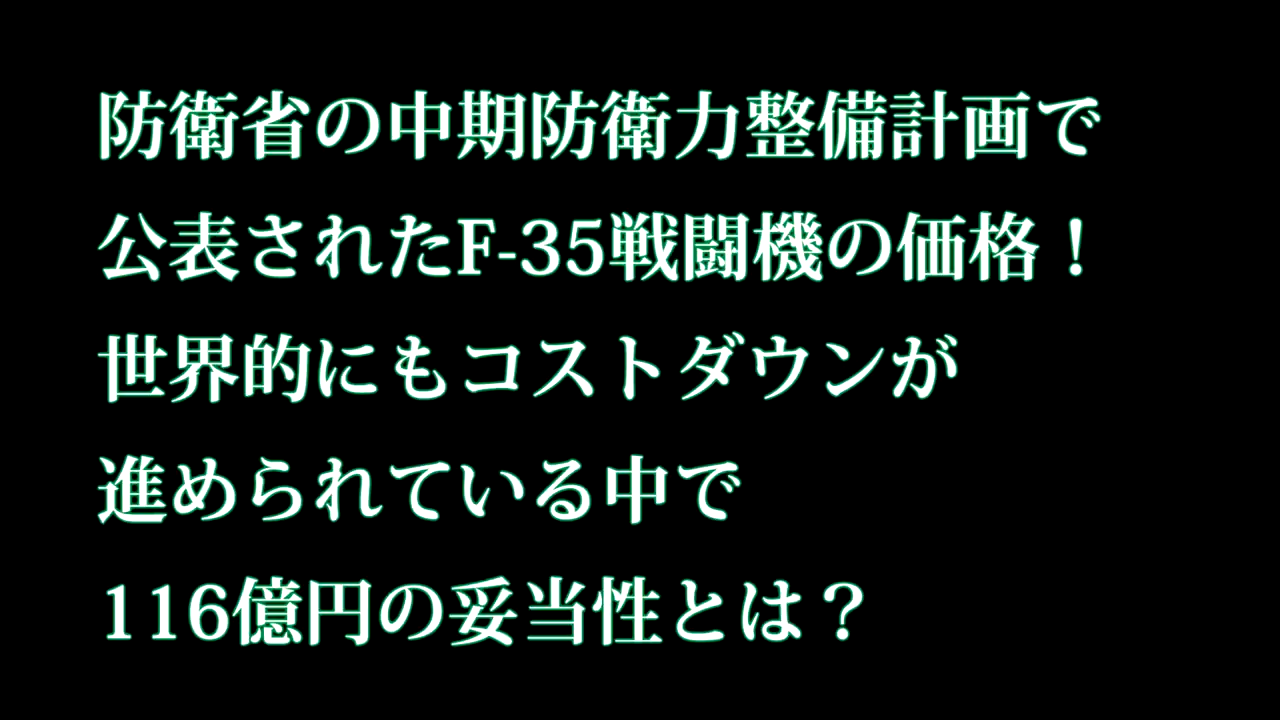 防衛省の中期防衛力整備計画で
公表されたF-35戦闘機の価格！
世界的にもコストダウンが
進められている中で
116億円の妥当性とは？